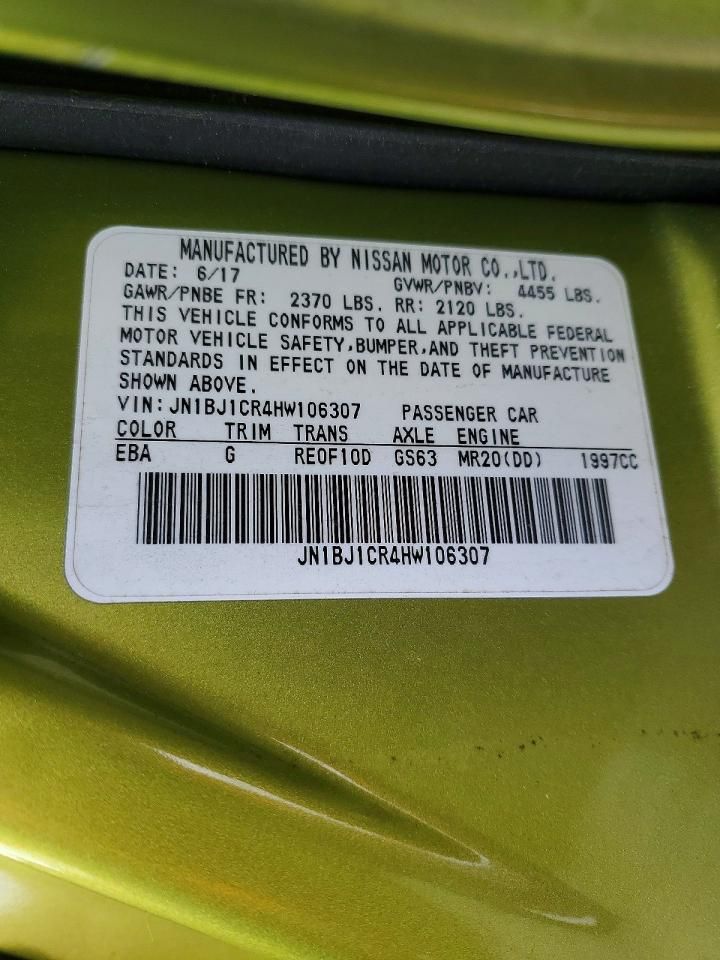 MANUFACTURED BY NISSAN MOTOR CO.,LTD.
DATE: 6/17 GVWR/PNBV: 4455 LBS.
GAWR/PNBE FR: 2370 LBS. RR: 2120 LBS.
THIS VEHICLE CONFORMS TO ALL APPLICABLE FEDERAL
MOTOR VEHICLE SAFETY,BUMPER,AND THEFT PREVENTION
STANDARDS IN EFFECT ON THE DATE OF MANUFACTURE
SHOWN ABOVE.
VIN: JN1BJ1CR4HW106307 PASSENGER CAR
COLOR TRIM TRANS AXLE ENGINE
EBA G RE0F10D GS63 MR20(DD) 1997CC
JN1BJ1CR4HW106307